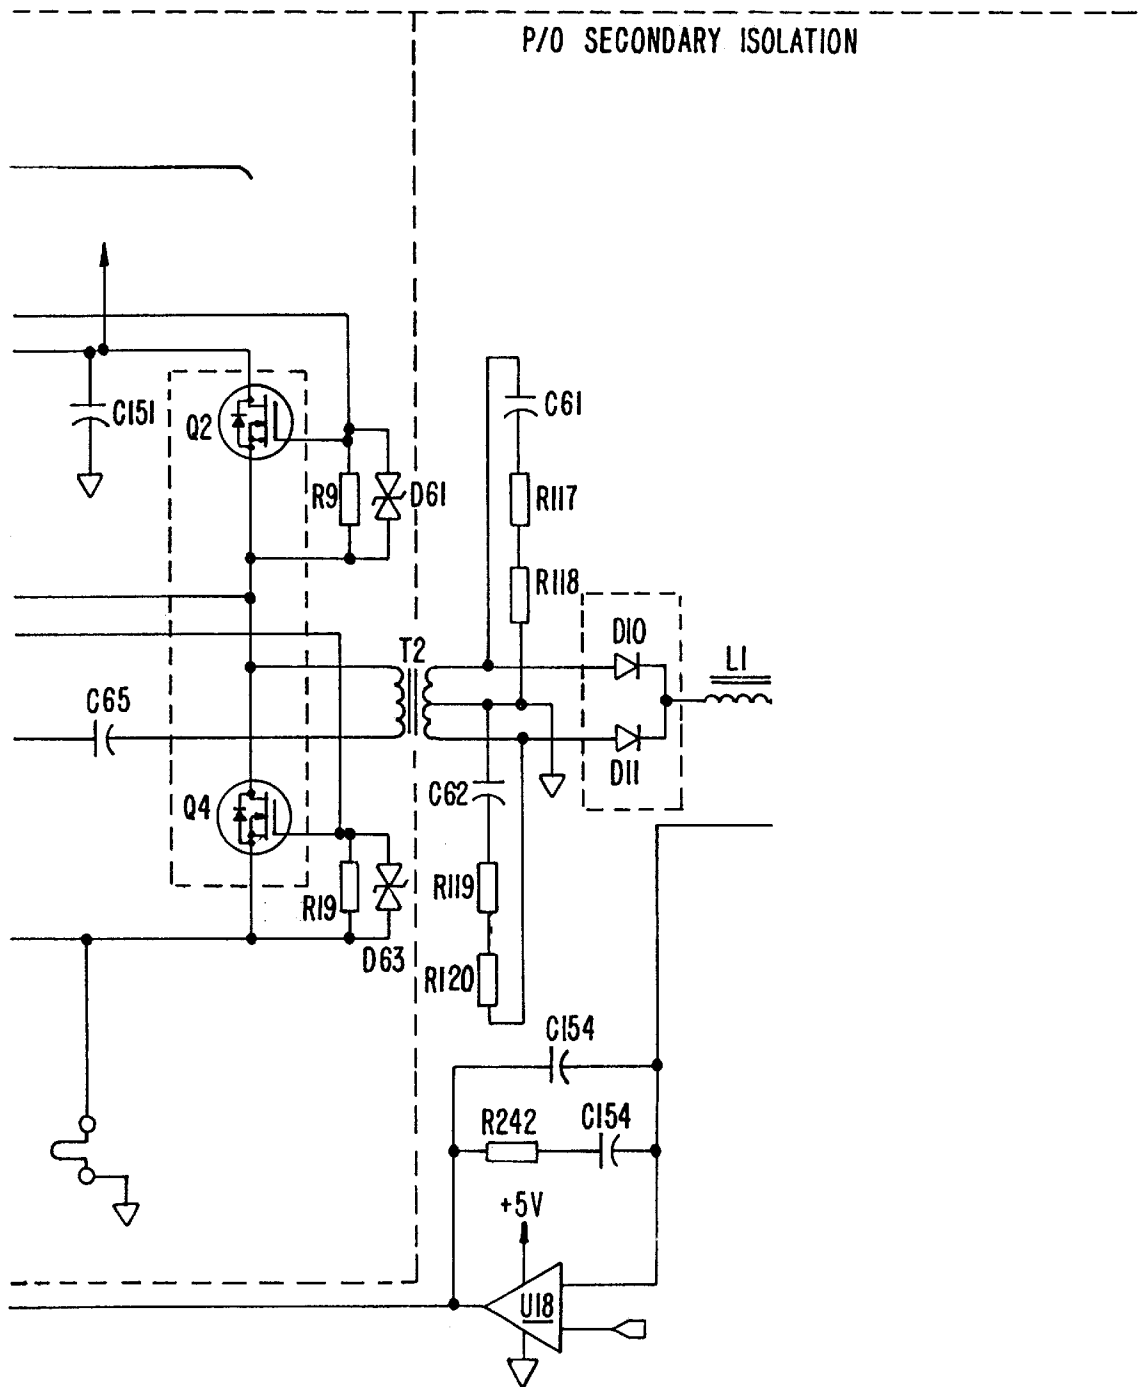 P/O SECONDARY ISOLATION
C151
Q2
C61
R9
D61
R117
R118
D10
T2
L1
C65
D11
C62
Q4
R119
R19
D63
R120
C154
R242
C154
+5V
U18